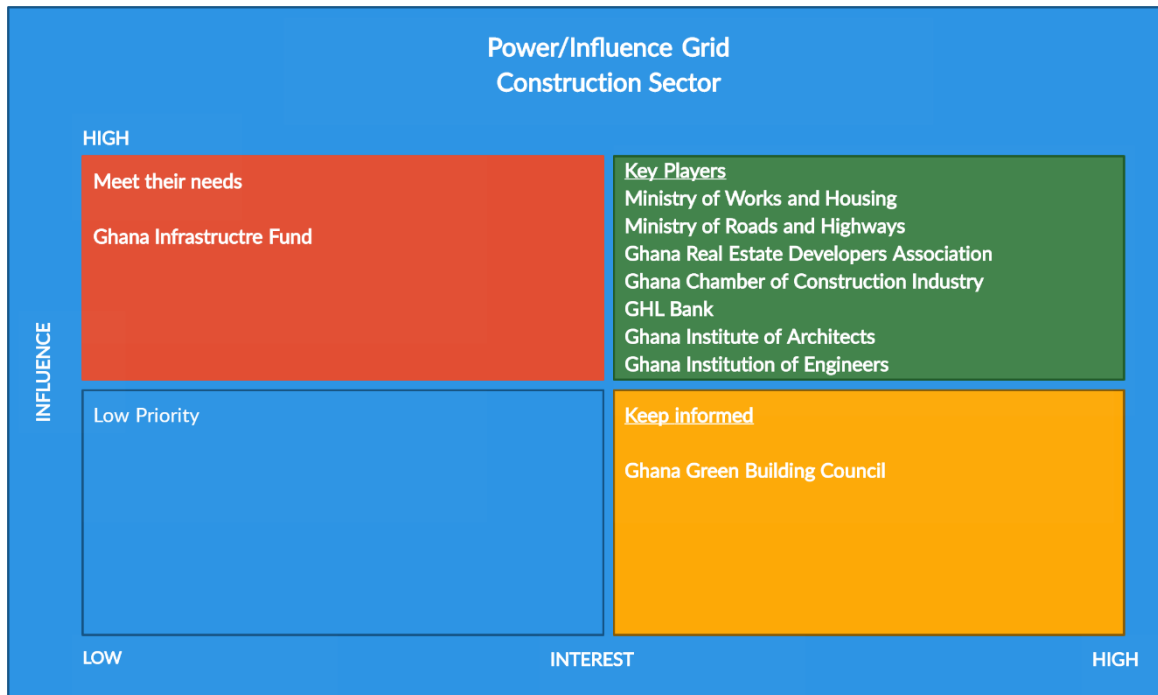 Power/Influence Grid
Construction Sector
HIGH
Meet their needs
Ghana Infrastructre Fund
Key Players
Ministry of Works and Housing
Ministry of Roads and Highways
Ghana Real Estate Developers Association
Ghana Chamber of Construction Industry
GHL Bank
Ghana Institute of Architects
Ghana Institution of Engineers
INFLUENCE
Low Priority
Keep informed
Ghana Green Building Council
LOW
INTEREST
HIGH